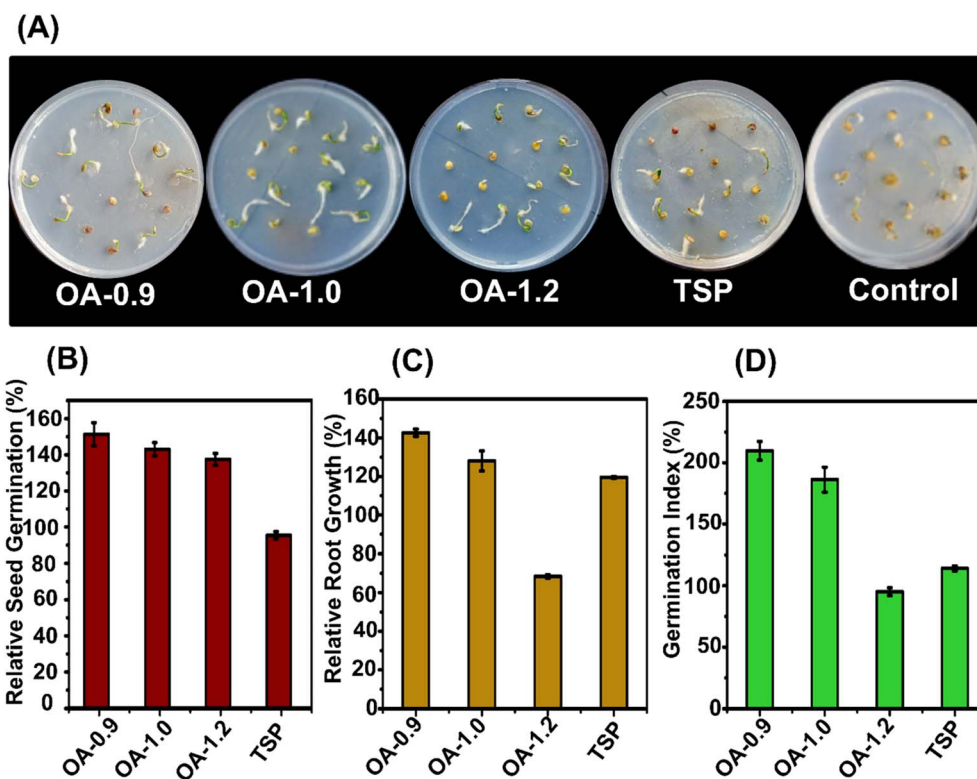 (A)
OA-0.9 OA-1.0 OA-1.2 TSP Control
(B)
Relative Seed Germination (%)
160
140
120
100
80
60
40
20
0
OA-0.9 OA-1.0 OA-1.2 TSP
(C)
Relative Root Growth (%)
160
140
120
100
80
60
40
20
0
OA-0.9 OA-1.0 OA-1.2 TSP
(D)
Germination Index (%)
250
200
150
100
50
0
OA-0.9 OA-1.0 OA-1.2 TSP